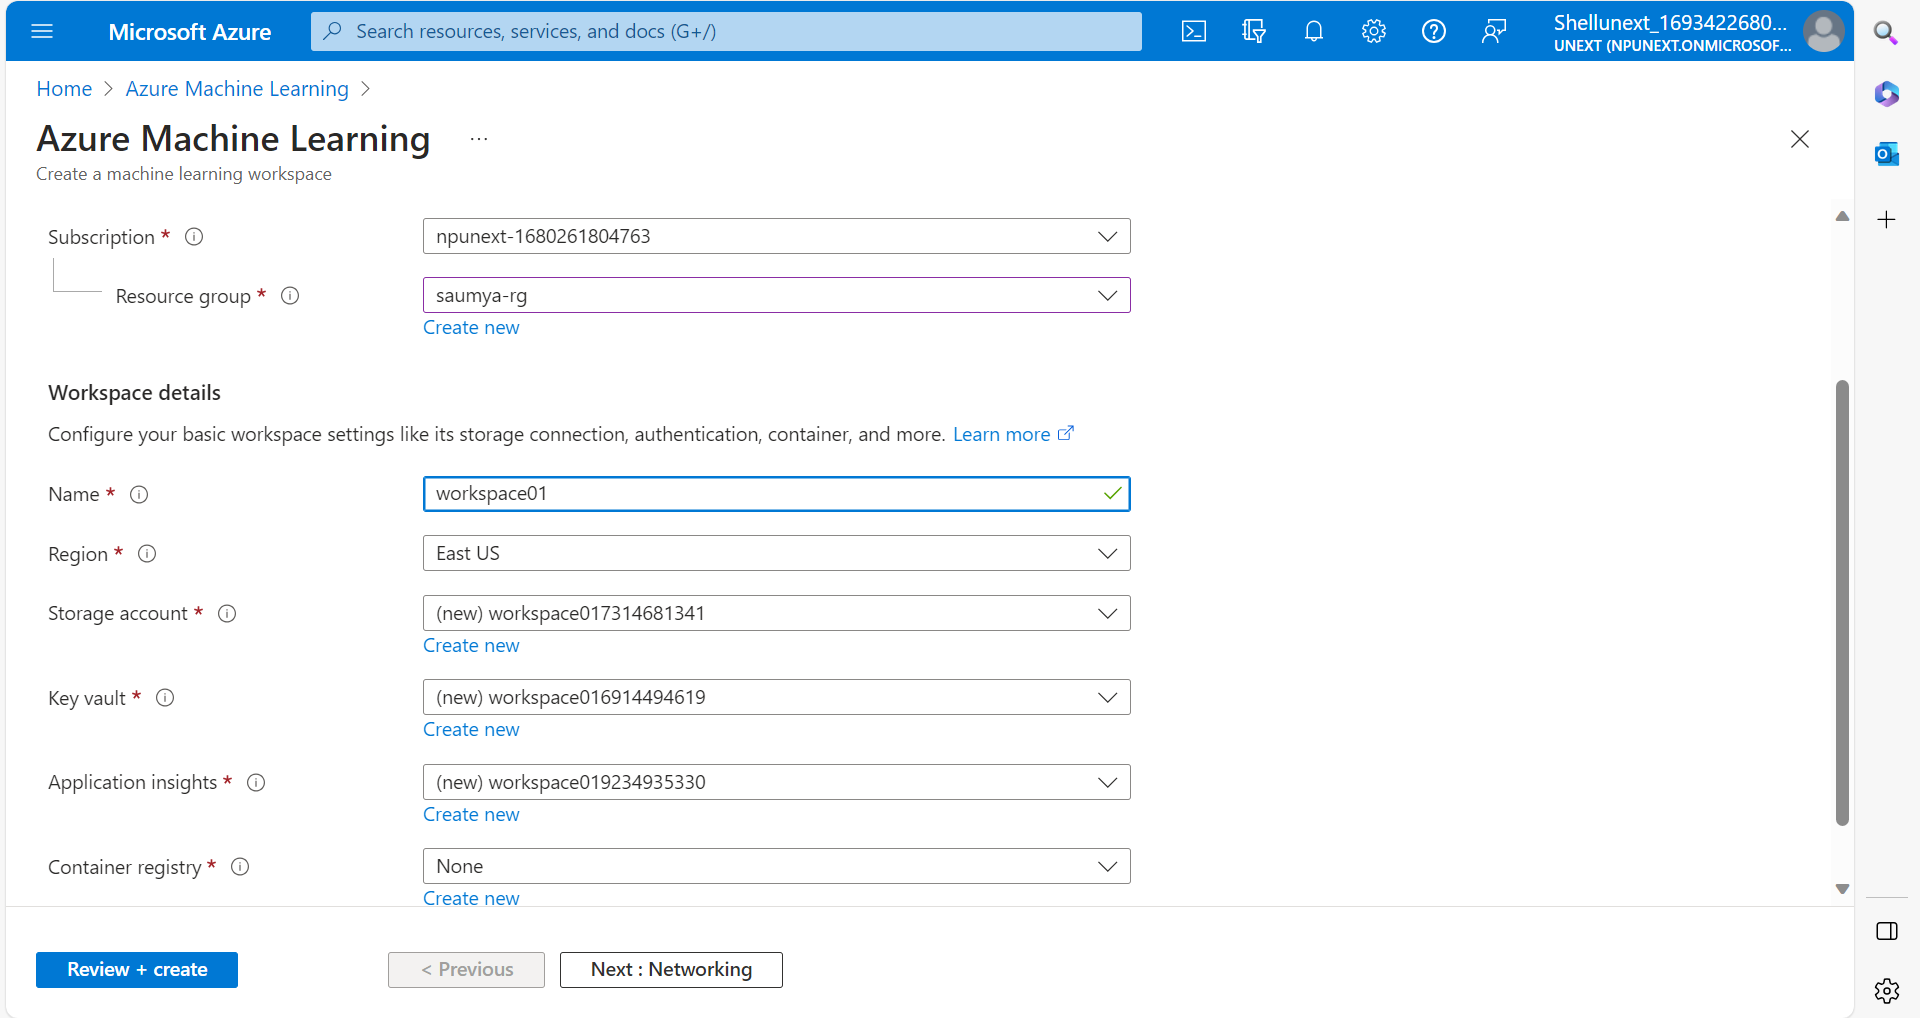 Microsoft Azure
Search resources, services, and docs (G+/)
Shellunext_1693422680...
UNEXT (NPUNEXT.ONMICROSOF...
Home > Azure Machine Learning >
Azure Machine Learning ...
Create a machine learning workspace
Subscription *
npunext-1680261804763
Resource group *
saumya-rg
Create new
Workspace details
Configure your basic workspace settings like its storage connection, authentication, container, and more. Learn more
Name *
workspace01
Region *
East US
Storage account *
(new) workspace017314681341
Create new
Key vault *
(new) workspace016914494619
Create new
Application insights *
(new) workspace019234935330
Create new
Container registry *
None
Create new
Review + create
< Previous
Next : Networking